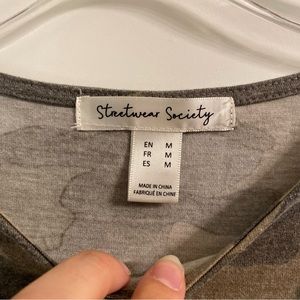 Streetwear Society
EN M
FR M
ES M
MADE IN CHINA
FABRIQUÉ EN CHINE